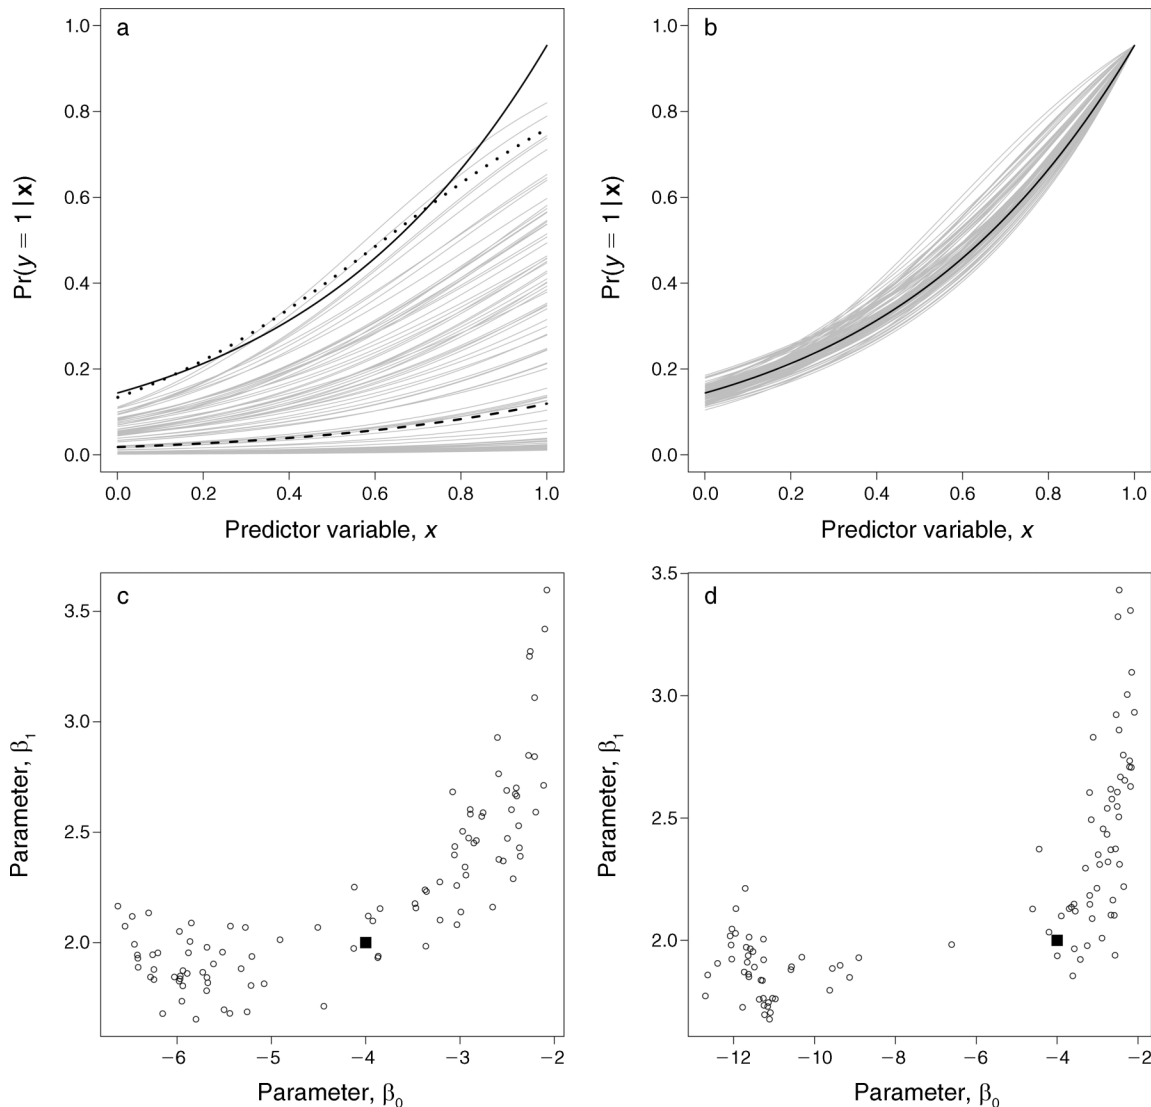 a
1.0
0.8
0.6
0.4
0.2
0.0
Pr(y = 1 | x)
0.0 0.2 0.4 0.6 0.8 1.0
Predictor variable, x
b
1.0
0.8
0.6
0.4
0.2
0.0
Pr(y = 1 | x)
0.0 0.2 0.4 0.6 0.8 1.0
Predictor variable, x
c
3.5
3.0
2.5
2.0
Parameter, β₁
−6 −5 −4 −3 −2
Parameter, β₀
d
3.5
3.0
2.5
2.0
Parameter, β₁
−12 −10 −8 −6 −4 −2
Parameter, β₀